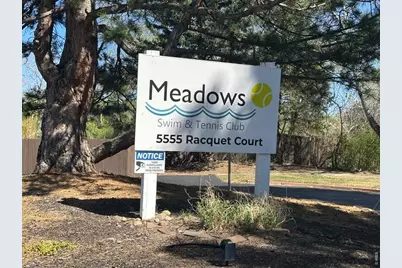 Meadows
Swim & Tennis Club
5555 Racquet Court
NOTICE